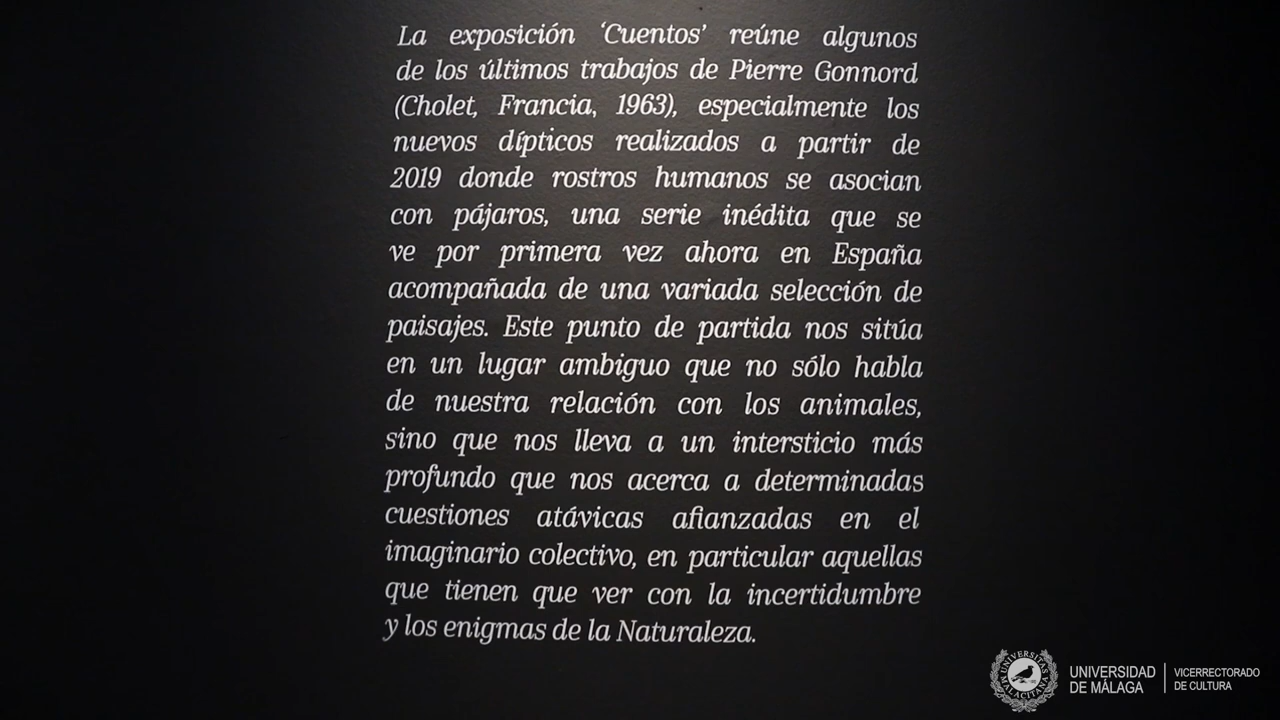 La exposición ‘Cuentos’ reúne algunos
de los últimos trabajos de Pierre Gonnord
(Cholet, Francia, 1963), especialmente los
nuevos dípticos realizados a partir de
2019 donde rostros humanos se asocian
con pájaros, una serie inédita que se
ve por primera vez ahora en España
acompañada de una variada selección de
paisajes. Este punto de partida nos sitúa
en un lugar ambiguo que no sólo habla
de nuestra relación con los animales,
sino que nos lleva a un intersticio más
profundo que nos acerca a determinadas
cuestiones atávicas afianzadas en el
imaginario colectivo, en particular aquellas
que tienen que ver con la incertidumbre
y los enigmas de la Naturaleza.
UNIVERSITAS
MALACITANA
UNIVERSIDAD
DE MÁLAGA
VICERRECTORADO
DE CULTURA